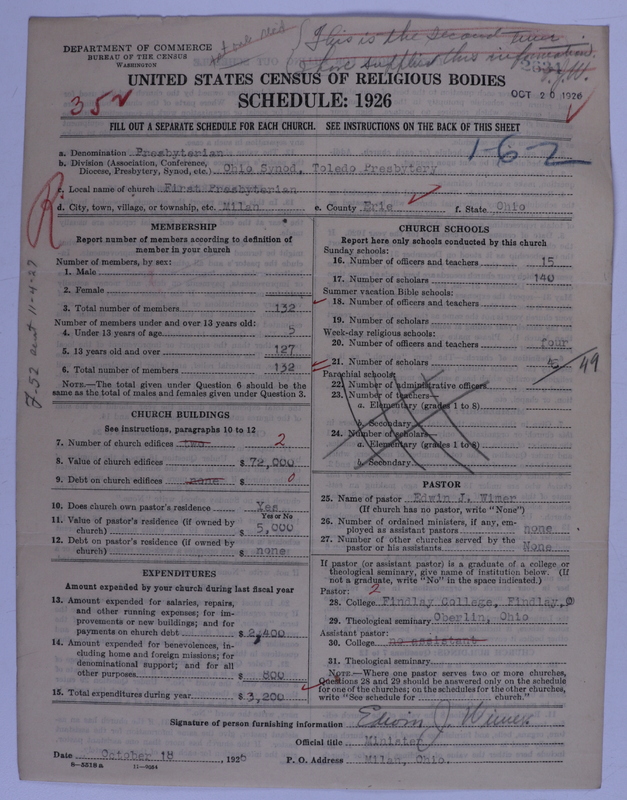 This is the second time
I have supplied this information.
E.J.W.
DEPARTMENT OF COMMERCE
BUREAU OF THE CENSUS
WASHINGTON
UNITED STATES CENSUS OF RELIGIOUS BODIES
SCHEDULE: 1926
OCT 20 1926
FILL OUT A SEPARATE SCHEDULE FOR EACH CHURCH. SEE INSTRUCTIONS ON THE BACK OF THIS SHEET
a. Denomination Presbyterian
162
b. Division (Association, Conference, Diocese, Presbytery, Synod, etc.) Ohio Synod, Toledo Presbytery
c. Local name of church First Presbyterian
d. City, town, village, or township, etc. Milan e. County Erie f. State Ohio
R
7-52 sent 11-4-27
MEMBERSHIP
Report number of members according to definition of
member in your church
Number of members, by sex:
1. Male
2. Female
3. Total number of members 132
Number of members under and over 13 years old:
4. Under 13 years of age 5
5. 13 years old and over 127
6. Total number of members 132
NOTE.—The total given under Question 6 should be the
same as the total of males and females given under Question 3.
CHURCH BUILDINGS
See instructions, paragraphs 10 to 12
7. Number of church edifices two 2
8. Value of church edifices $ 72,000
9. Debt on church edifices none $ 0
10. Does church own pastor's residence Yes
Yes or No
11. Value of pastor's residence (if owned by
church) $ 5,000
12. Debt on pastor's residence (if owned by
church) $ none
EXPENDITURES
Amount expended by your church during last fiscal year
13. Amount expended for salaries, repairs,
and other running expenses; for im-
provements or new buildings; and for
payments on church debt $ 2,400
14. Amount expended for benevolences, in-
cluding home and foreign missions; for
denominational support; and for all
other purposes $ 800
15. Total expenditures during year $ 3,200
CHURCH SCHOOLS
Report here only schools conducted by this church
Sunday schools:
16. Number of officers and teachers 15
17. Number of scholars 140
Summer vacation Bible schools:
18. Number of officers and teachers
19. Number of scholars
Week-day religious schools:
20. Number of officers and teachers four
21. Number of scholars 49
Parochial schools:
22. Number of administrative officers
23. Number of teachers—
a. Elementary (grades 1 to 8)
b. Secondary
24. Number of scholars—
a. Elementary (grades 1 to 8)
b. Secondary
PASTOR
25. Name of pastor Edwin J. Wimer
(If church has no pastor, write "None")
26. Number of ordained ministers, if any, em-
ployed as assistant pastors none
27. Number of other churches served by the
pastor or his assistants None
If pastor (or assistant pastor) is a graduate of a college or
theological seminary, give name of institution below. (If
not a graduate, write "No" in the space indicated.)
Pastor: 2
28. College Findlay College, Findlay, O
29. Theological seminary Oberlin, Ohio
Assistant pastor:
30. College no assistant
31. Theological seminary
NOTE.—Where one pastor serves two or more churches,
Questions 28 and 29 should be answered only on the schedule
for one of the churches; on the schedules for the other churches,
write "See schedule for church."
Signature of person furnishing information Edwin J. Wimer
Official title Minister
Date October 18, 1926 P. O. Address Milan, Ohio.
8—5518a 11—9054